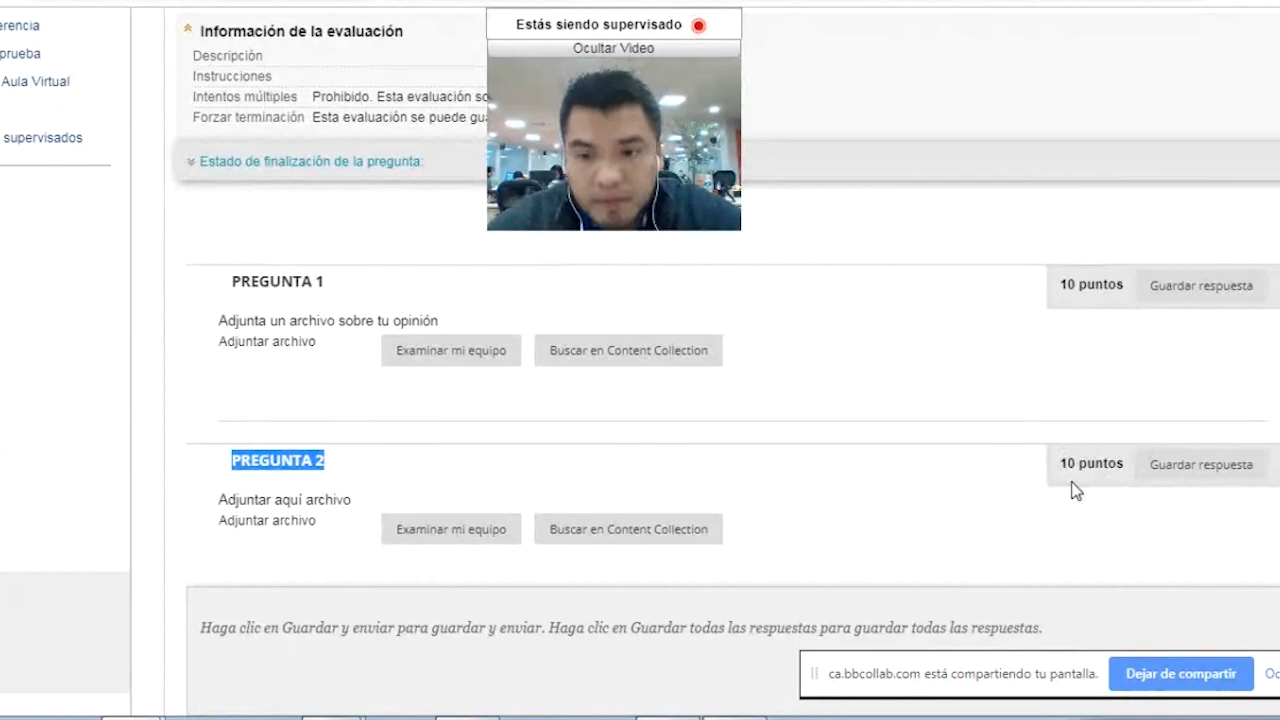 erencia
prueba
Aula Virtual
supervisados
Información de la evaluación
Descripción
Instrucciones
Intentos múltiples Prohibido. Esta evaluación so
Forzar terminación Esta evaluación se puede gu
Estás siendo supervisado
Ocultar Video
Estado de finalización de la pregunta:
PREGUNTA 1
10 puntos Guardar respuesta
Adjunta un archivo sobre tu opinión
Adjuntar archivo
Examinar mi equipo Buscar en Content Collection
PREGUNTA 2
10 puntos Guardar respuesta
Adjuntar aquí archivo
Adjuntar archivo
Examinar mi equipo Buscar en Content Collection
Haga clic en Guardar y enviar para guardar y enviar. Haga clic en Guardar todas las respuestas para guardar todas las respuestas.
ca.bbcollab.com está compartiendo tu pantalla. Dejar de compartir Oc